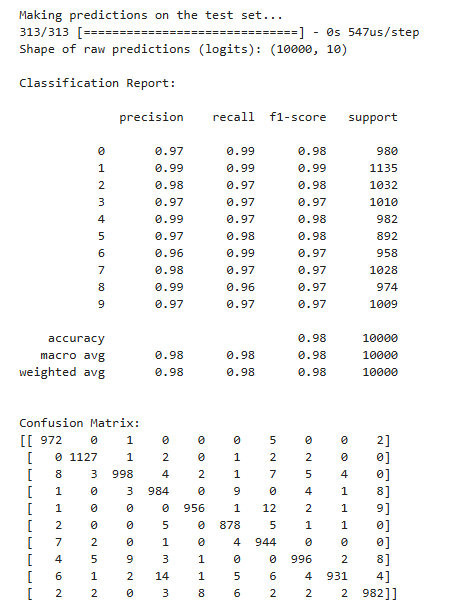 Making predictions on the test set...
313/313 [==============================] - 0s 547us/step
Shape of raw predictions (logits): (10000, 10)
Classification Report:
precision recall f1-score support
0 0.97 0.99 0.98 980
1 0.99 0.99 0.99 1135
2 0.98 0.97 0.98 1032
3 0.97 0.97 0.97 1010
4 0.99 0.97 0.98 982
5 0.97 0.98 0.98 892
6 0.96 0.99 0.97 958
7 0.98 0.97 0.97 1028
8 0.99 0.96 0.97 974
9 0.97 0.97 0.97 1009
accuracy 0.98 10000
macro avg 0.98 0.98 0.98 10000
weighted avg 0.98 0.98 0.98 10000
Confusion Matrix:
[[ 972 0 1 0 0 0 5 0 0 2]
[ 0 1127 1 2 0 1 2 2 0 0]
[ 8 3 998 4 2 1 7 5 4 0]
[ 1 0 3 984 0 9 0 4 1 8]
[ 1 0 0 0 956 1 12 2 1 9]
[ 2 0 0 5 0 878 5 1 1 0]
[ 7 2 0 1 0 4 944 0 0 0]
[ 4 5 9 3 1 0 0 996 2 8]
[ 6 1 2 14 1 5 6 4 931 4]
[ 2 2 0 3 8 6 2 2 2 982]]